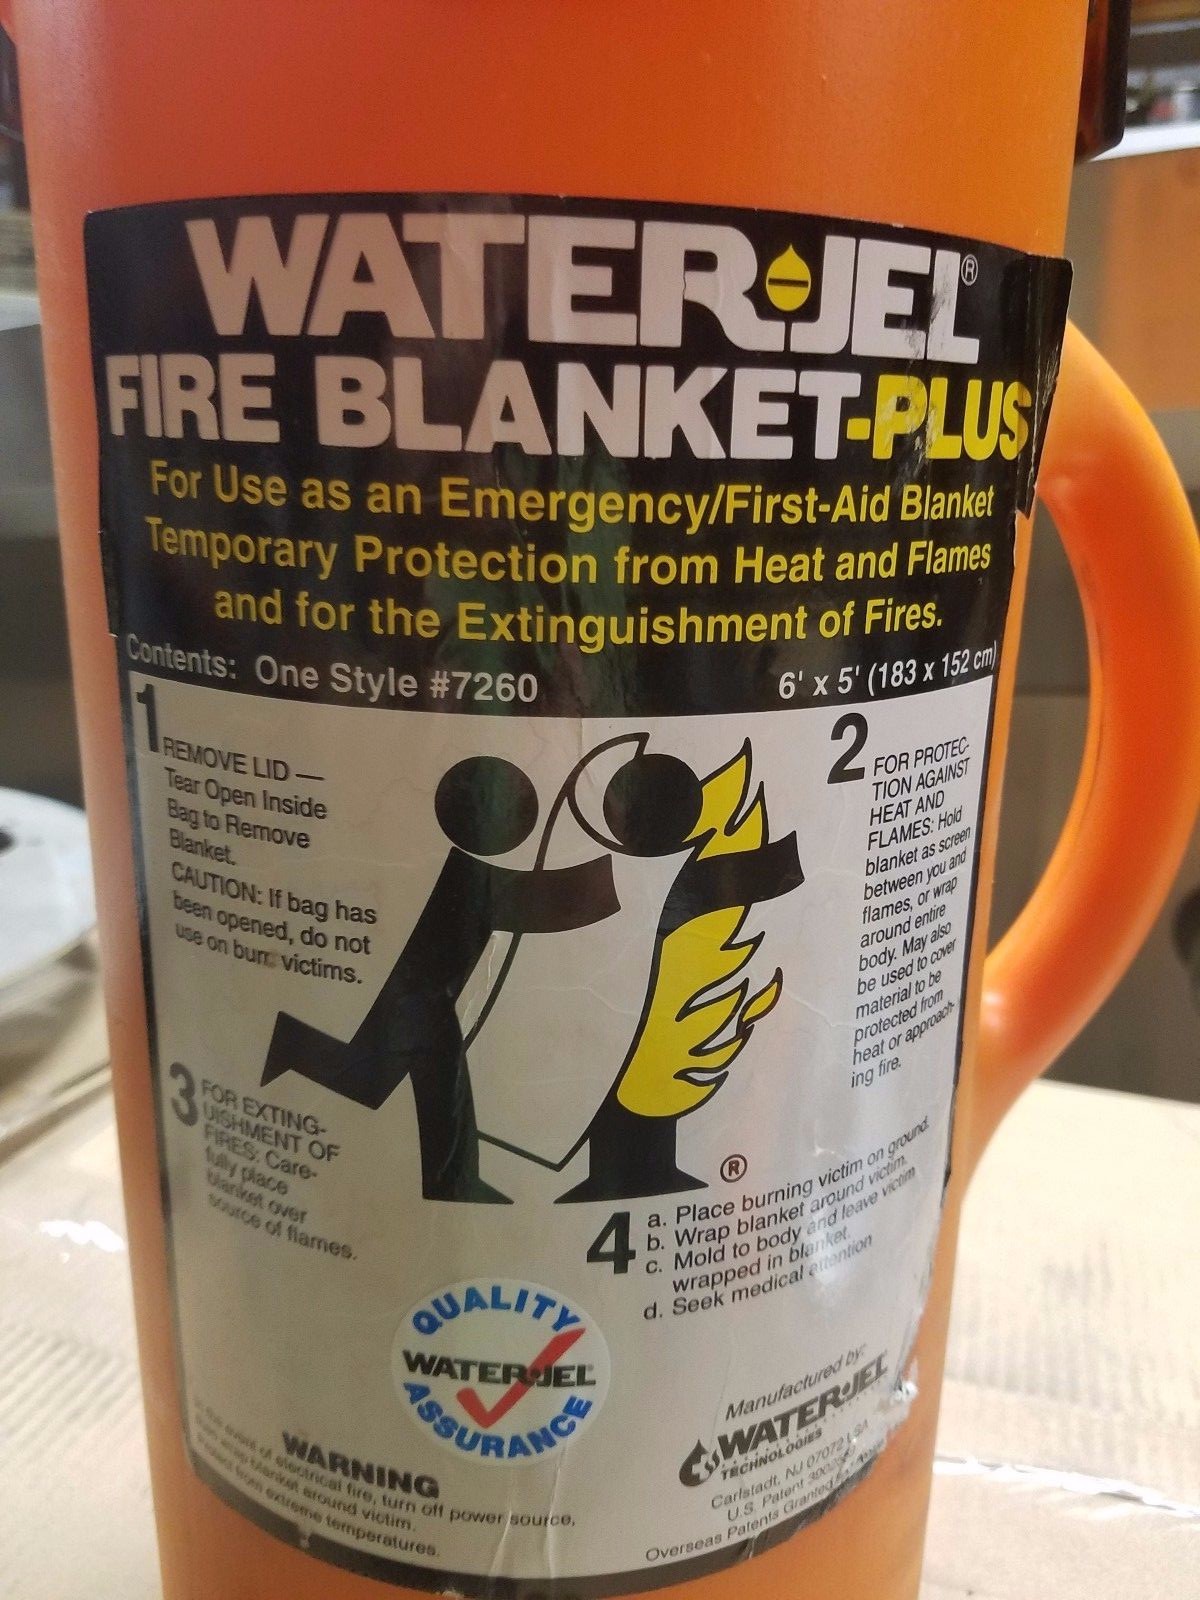 WATER-JEL®
FIRE BLANKET-PLUS
For Use as an Emergency/First-Aid Blanket
Temporary Protection from Heat and Flames
and for the Extinguishment of Fires.
Contents: One Style #7260 6' x 5' (183 x 152 cm)
1
REMOVE LID —
Tear Open Inside
Bag to Remove
Blanket.
CAUTION: If bag has
been opened, do not
use on burn victims.
2
FOR PROTEC-
TION AGAINST
HEAT AND
FLAMES: Hold
blanket as screen
between you and
flames, or wrap
around entire
body. May also
be used to cover
material to be
protected from
heat or approach-
ing fire.
3
FOR EXTING-
UISHMENT OF
FIRES: Care-
fully place
blanket over
source of flames.
®
4
a. Place burning victim on ground.
b. Wrap blanket around victim.
c. Mold to body and leave victim
wrapped in blanket.
d. Seek medical attention
QUALITY
WATER-JEL
ASSURANCE
WARNING
event of electrical fire, turn off power source,
wrap blanket around victim.
from extreme temperatures.
Manufactured by:
WATER-JEL
TECHNOLOGIES
Carlstadt, NJ 07072 USA
U.S. Patent
Overseas Patents Granted